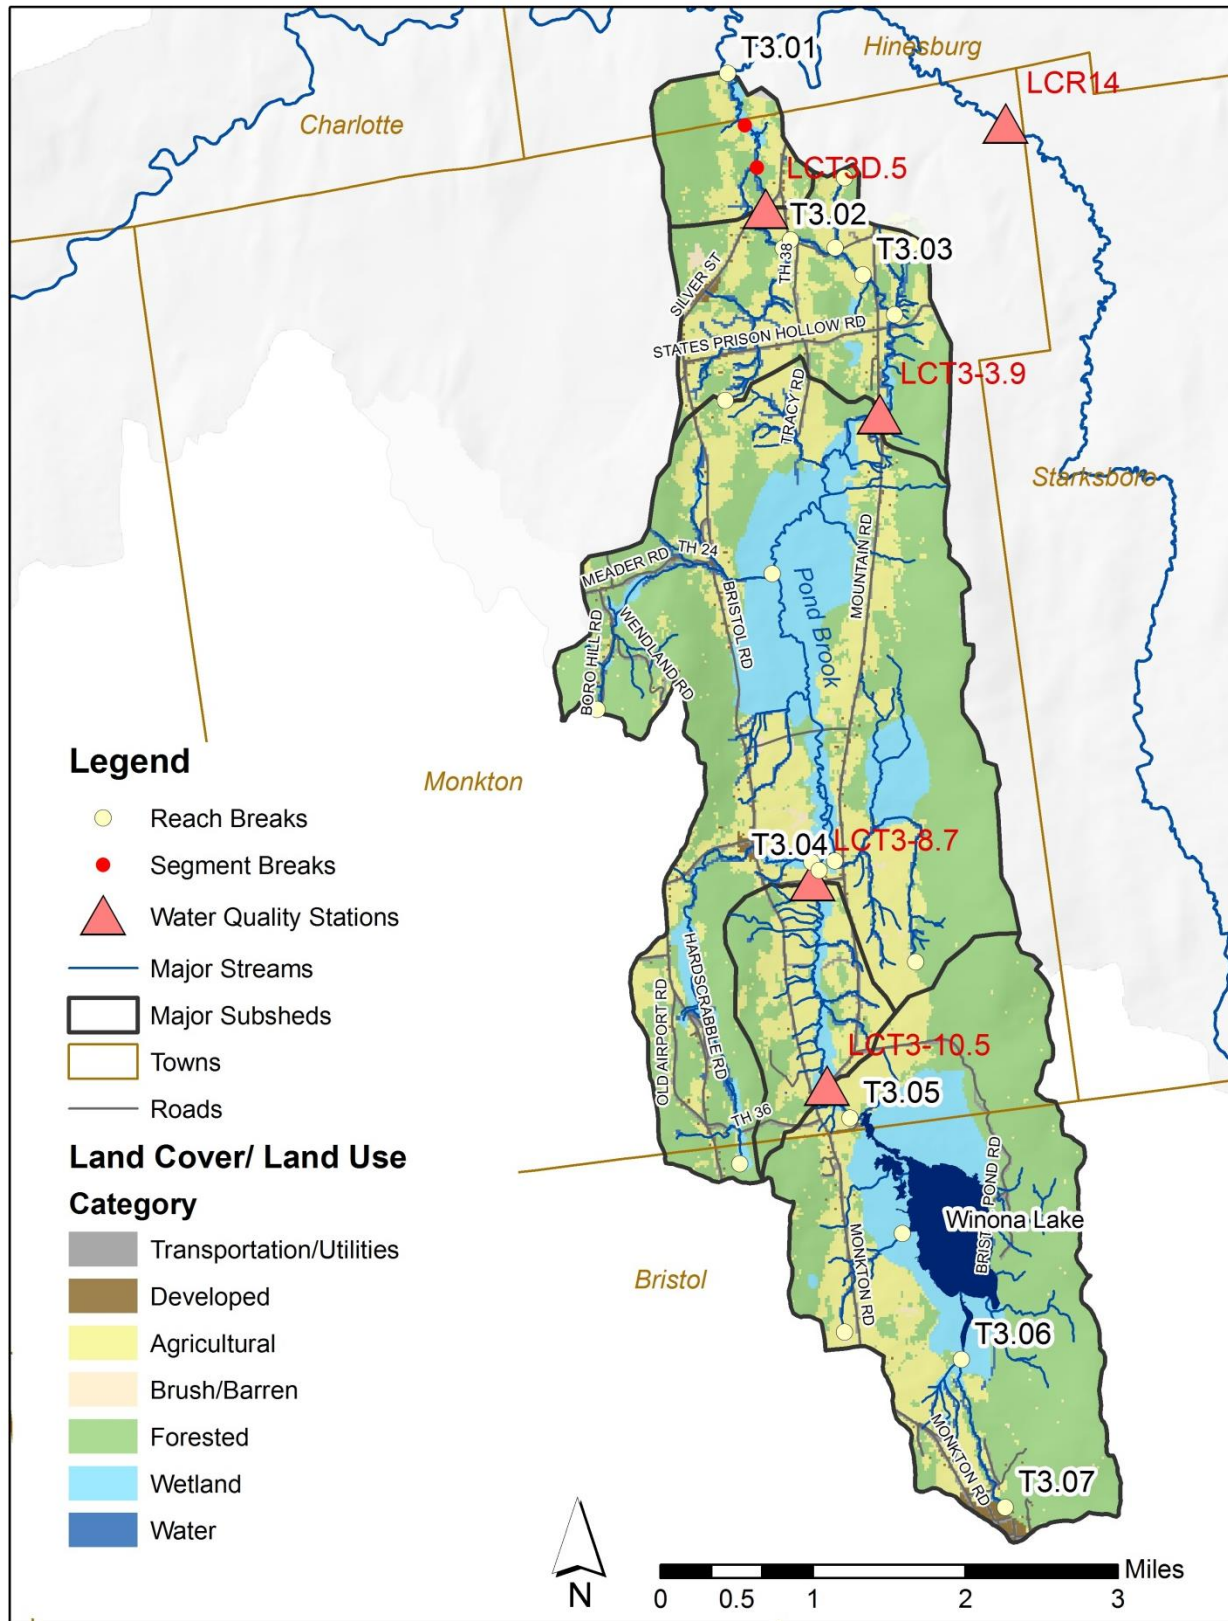 T3.01
Hinesburg
LCR14
Charlotte
LCT3D.5
T3.02
T3.03
SILVER ST
TH 38
STATES PRISON HOLLOW RD
LCT3-3.9
TRACY RD
Starksboro
MOUNTAIN RD
TH 24
MEADER RD
Pond Brook
BRISTOL RD
WENDLAND RD
BORO HILL RD
Monkton
T3.04
LCT3-8.7
HARDSCRABBLE RD
OLD AIRPORT RD
LCT3-10.5
T3.05
TH 36
BRISTOL POND RD
Winona Lake
MONKTON RD
Bristol
T3.06
MONKTON RD
T3.07
Legend
Reach Breaks
Segment Breaks
Water Quality Stations
Major Streams
Major Subsheds
Towns
Roads
Land Cover/ Land Use
Category
Transportation/Utilities
Developed
Agricultural
Brush/Barren
Forested
Wetland
Water
N
Miles
0 0.5 1 2 3